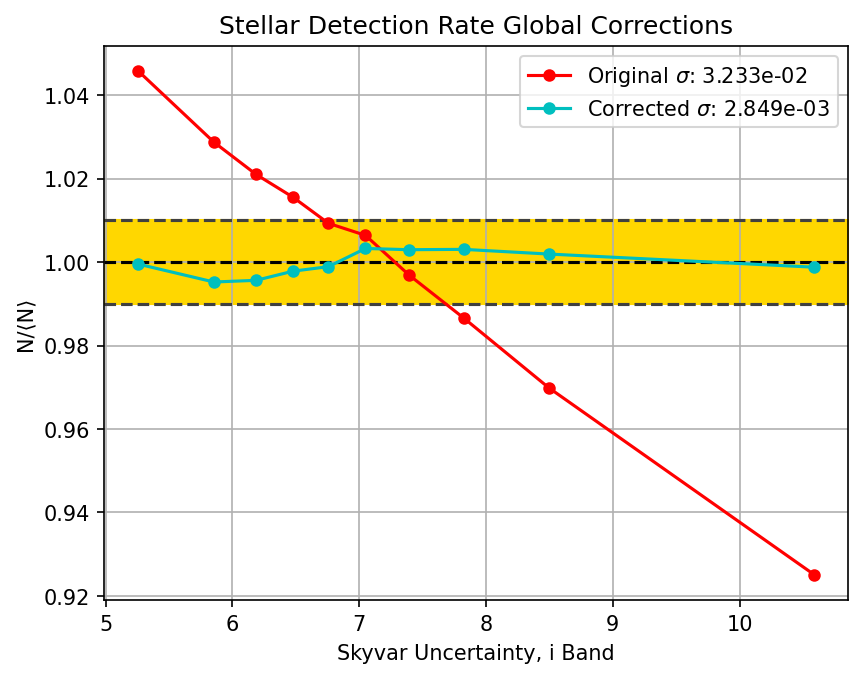 Stellar Detection Rate Global Corrections
Original σ: 3.233e-02
Corrected σ: 2.849e-03
1.04
1.02
1.00
0.98
0.96
0.94
0.92
N/⟨N⟩
5 6 7 8 9 10
Skyvar Uncertainty, i Band